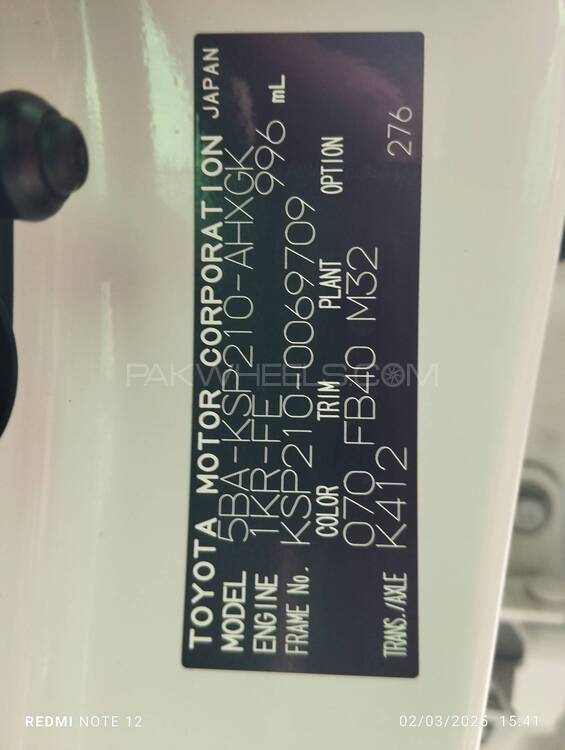 TOYOTA MOTOR CORPORATION JAPAN
MODEL 5BA-KSP210-AHXGK
ENGINE 1KR-FE 996 mL
FRAME No. KSP210-0069709
COLOR TRIM PLANT OPTION
070 FB40 M32
TRANS./AXLE K412 276
PAKWHEELS.COM
REDMI NOTE 12
02/03/2025 15:41